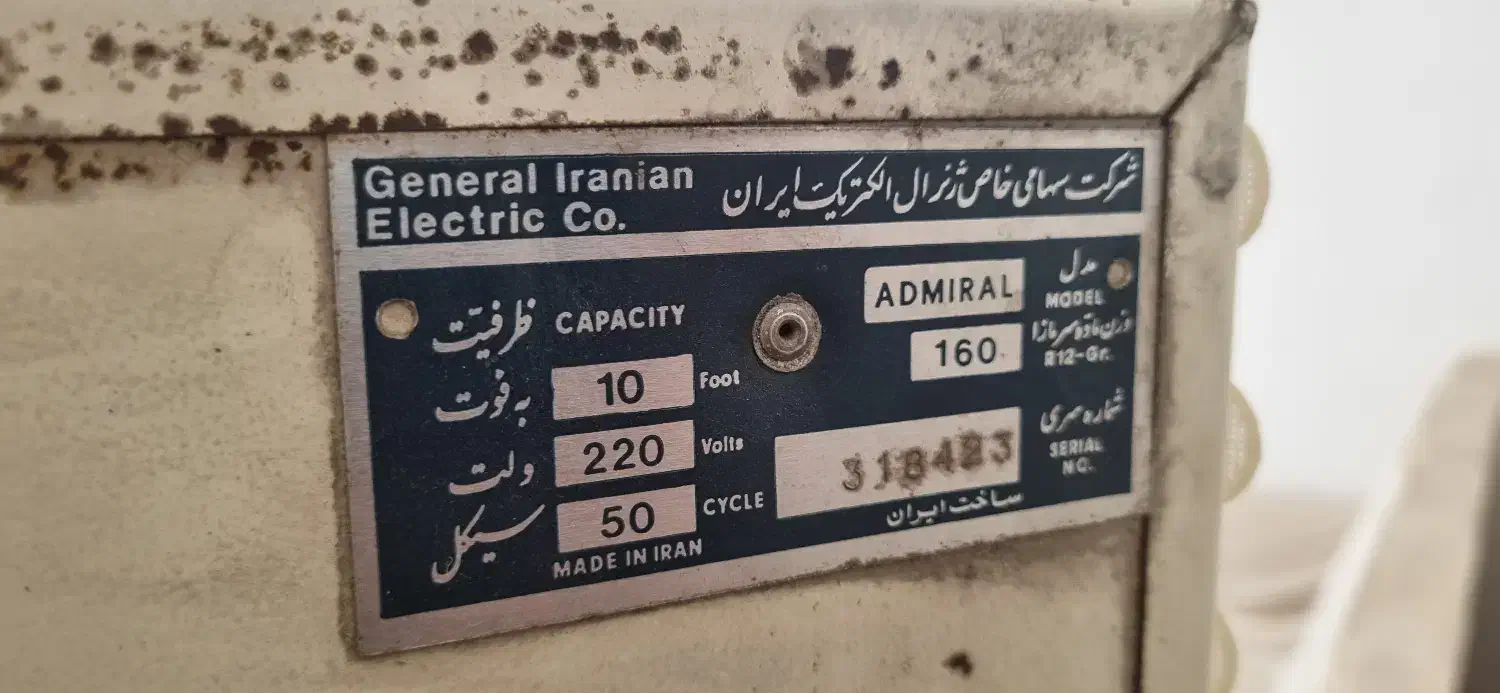 General Iranian
Electric Co.
شرکت سهامی خاص ژنرال الکتریک ایران
ظرفیت CAPACITY
به فوت 10 Foot
ولت 220 Volts
سیکل 50 CYCLE
MADE IN IRAN
ADMIRAL مدل
MODEL
160 وزن ماده سرمازا
R12-Gr.
318483 شماره سری
SERIAL
NO.
ساخت ایران